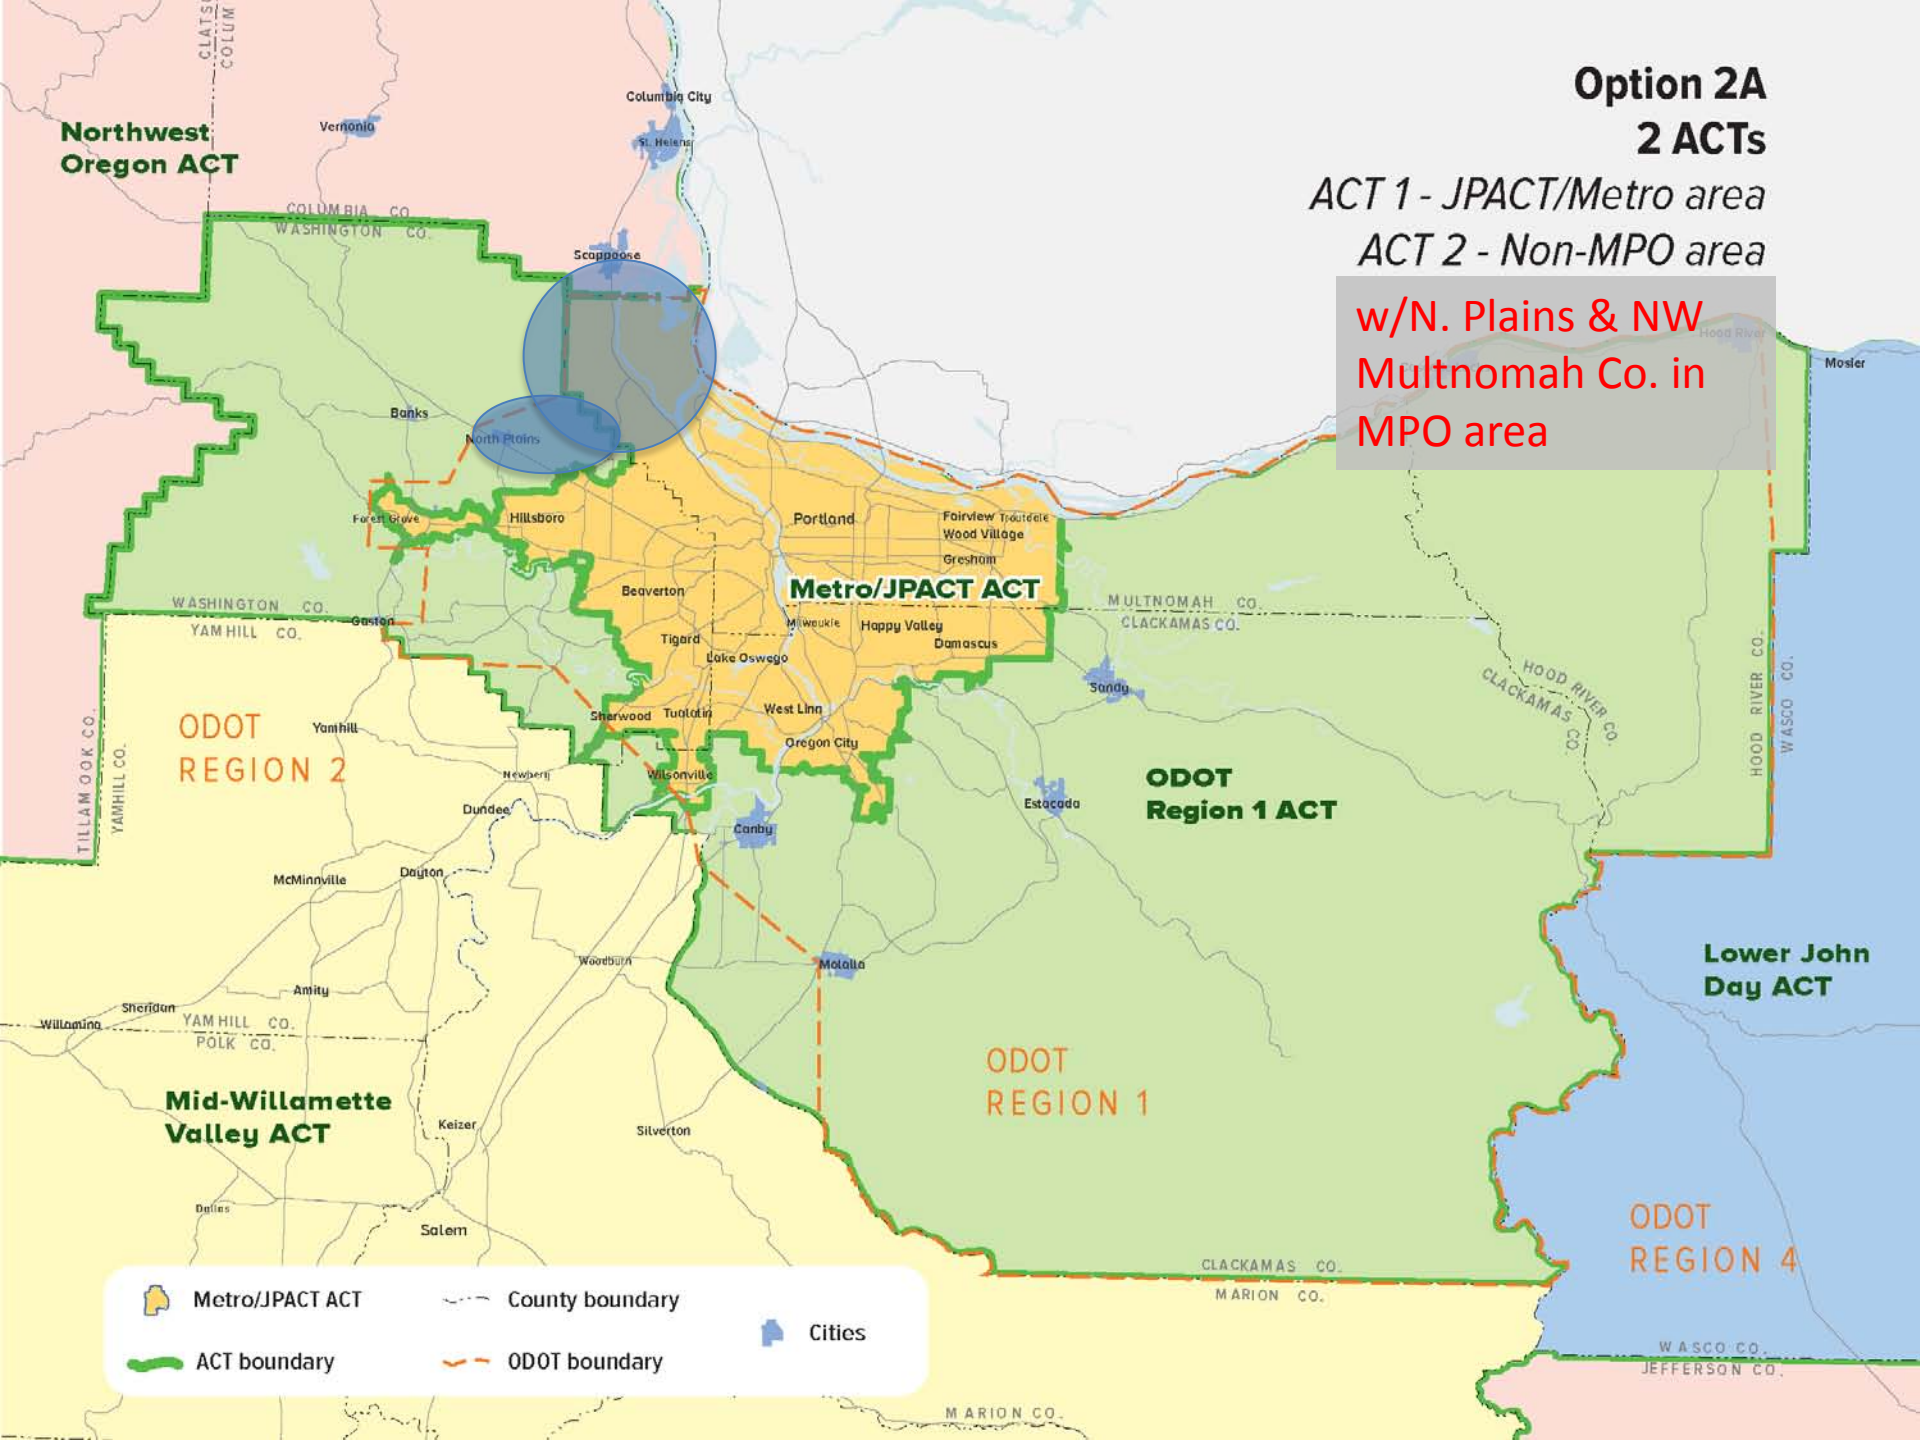 CLATS
COLUM
Columbia City
Option 2A
2 ACTs
ACT 1 - JPACT/Metro area
ACT 2 - Non-MPO area
w/N. Plains & NW
Multnomah Co. in
MPO area
Northwest
Oregon ACT
Vernonia
St. Helens
COLUMBIA CO.
WASHINGTON CO.
Scappoose
Hood River
Mosier
Banks
North Plains
Forest Grove
Hillsboro
Portland
Fairview Troutdale
Wood Village
Gresham
Beaverton
Metro/JPACT ACT
WASHINGTON CO.
YAMHILL CO.
Gaston
MULTNOMAH CO.
CLACKAMAS CO.
Milwaukie
Happy Valley
Tigard
Damascus
Lake Oswego
Sandy
HOOD RIVER CO.
CLACKAMAS CO.
HOOD RIVER CO.
WASCO CO.
TILLAMOOK CO.
YAMHILL CO.
ODOT
REGION 2
Yamhill
Sherwood
Tualatin
West Linn
Oregon City
Newberg
Wilsonville
Dundee
Canby
Estacada
ODOT
Region 1 ACT
McMinnville
Dayton
Woodburn
Molalla
Lower John
Day ACT
Amity
Sheridan
Willamina
YAMHILL CO.
POLK CO.
ODOT
REGION 1
Mid-Willamette
Valley ACT
Keizer
Silverton
Dallas
Salem
ODOT
REGION 4
CLACKAMAS CO.
MARION CO.
Metro/JPACT ACT
County boundary
Cities
ACT boundary
ODOT boundary
WASCO CO.
JEFFERSON CO.
MARION CO.